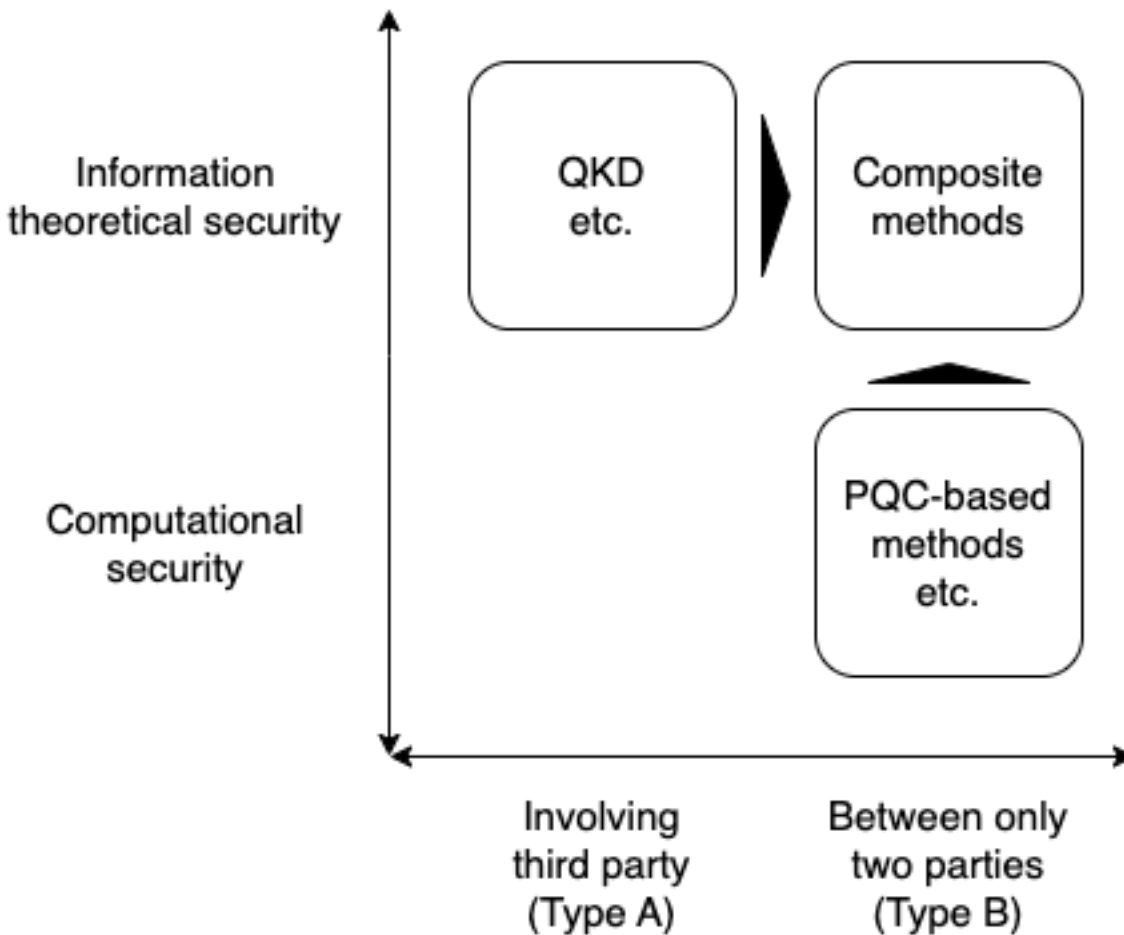 Information
theoretical security
QKD
etc.
Composite
methods
Computational
security
PQC-based
methods
etc.
Involving
third party
(Type A)
Between only
two parties
(Type B)